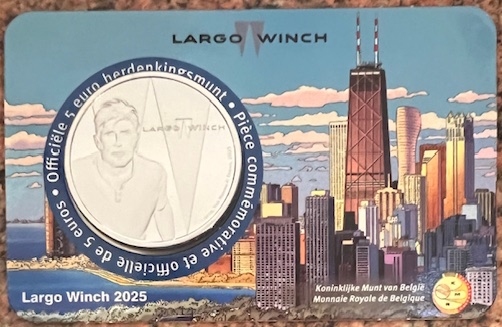 LARGO WINCH
Officiële 5 euro herdenkingsmunt •
Pièce commémorative et officielle de 5 euros •
LARGO WINCH
Largo Winch 2025
Koninklijke Munt van België
Monnaie Royale de Belgique